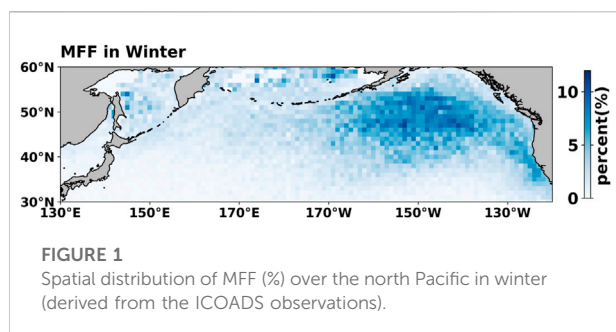 MFF in Winter
60°N
50°N
40°N
30°N
130°E
150°E
170°E
170°W
150°W
130°W
10
5
0
percent(%)
FIGURE 1
Spatial distribution of MFF (%) over the north Pacific in winter
(derived from the ICOADS observations).